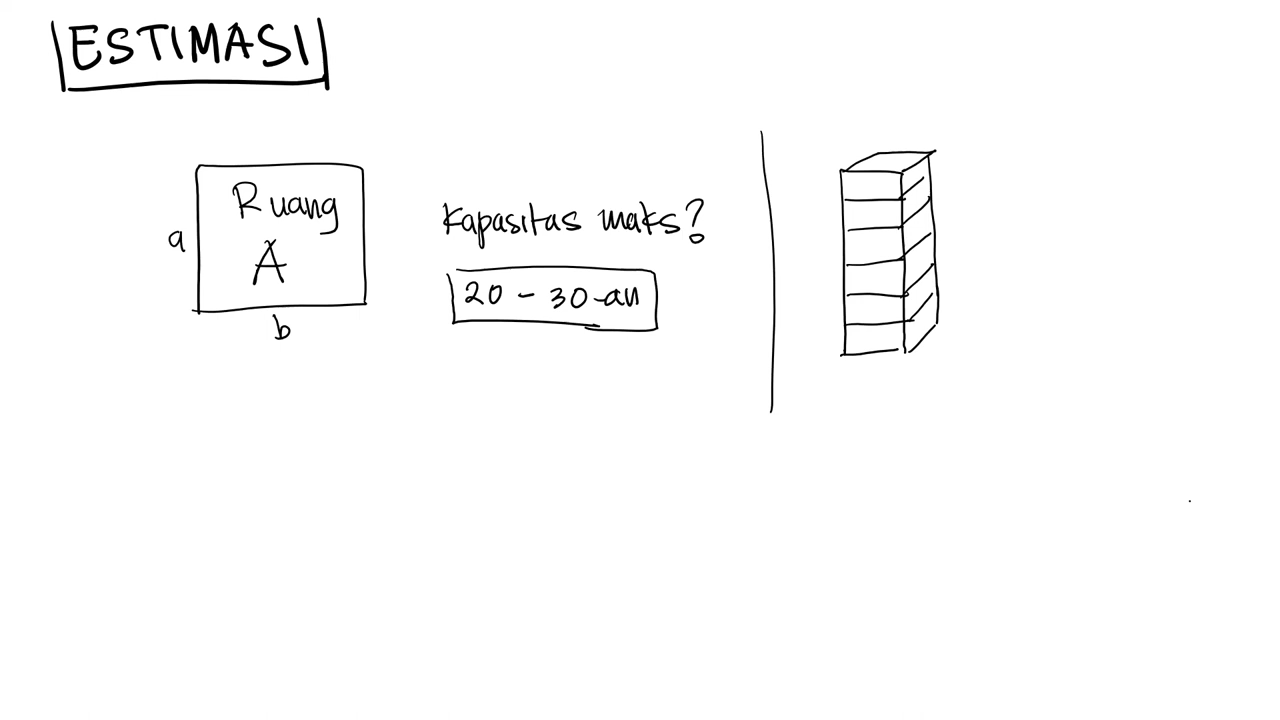 ESTIMASI
Ruang
A
a
b
Kapasitas maks?
20 - 30-an